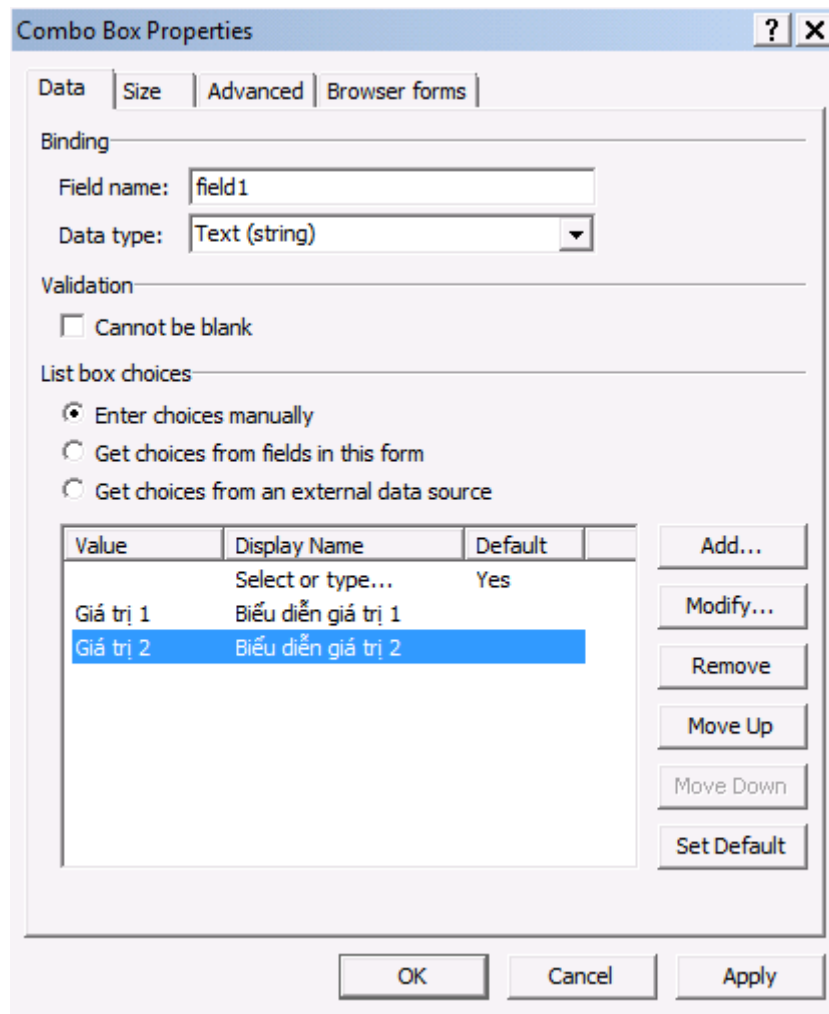 Combo Box Properties
Data Size Advanced Browser forms
Binding
Field name: field1
Data type: Text (string)
Validation
Cannot be blank
List box choices
Enter choices manually
Get choices from fields in this form
Get choices from an external data source
Value Display Name Default
Select or type... Yes
Giá trị 1 Biểu diễn giá trị 1
Giá trị 2 Biểu diễn giá trị 2
Add...
Modify...
Remove
Move Up
Move Down
Set Default
OK Cancel Apply